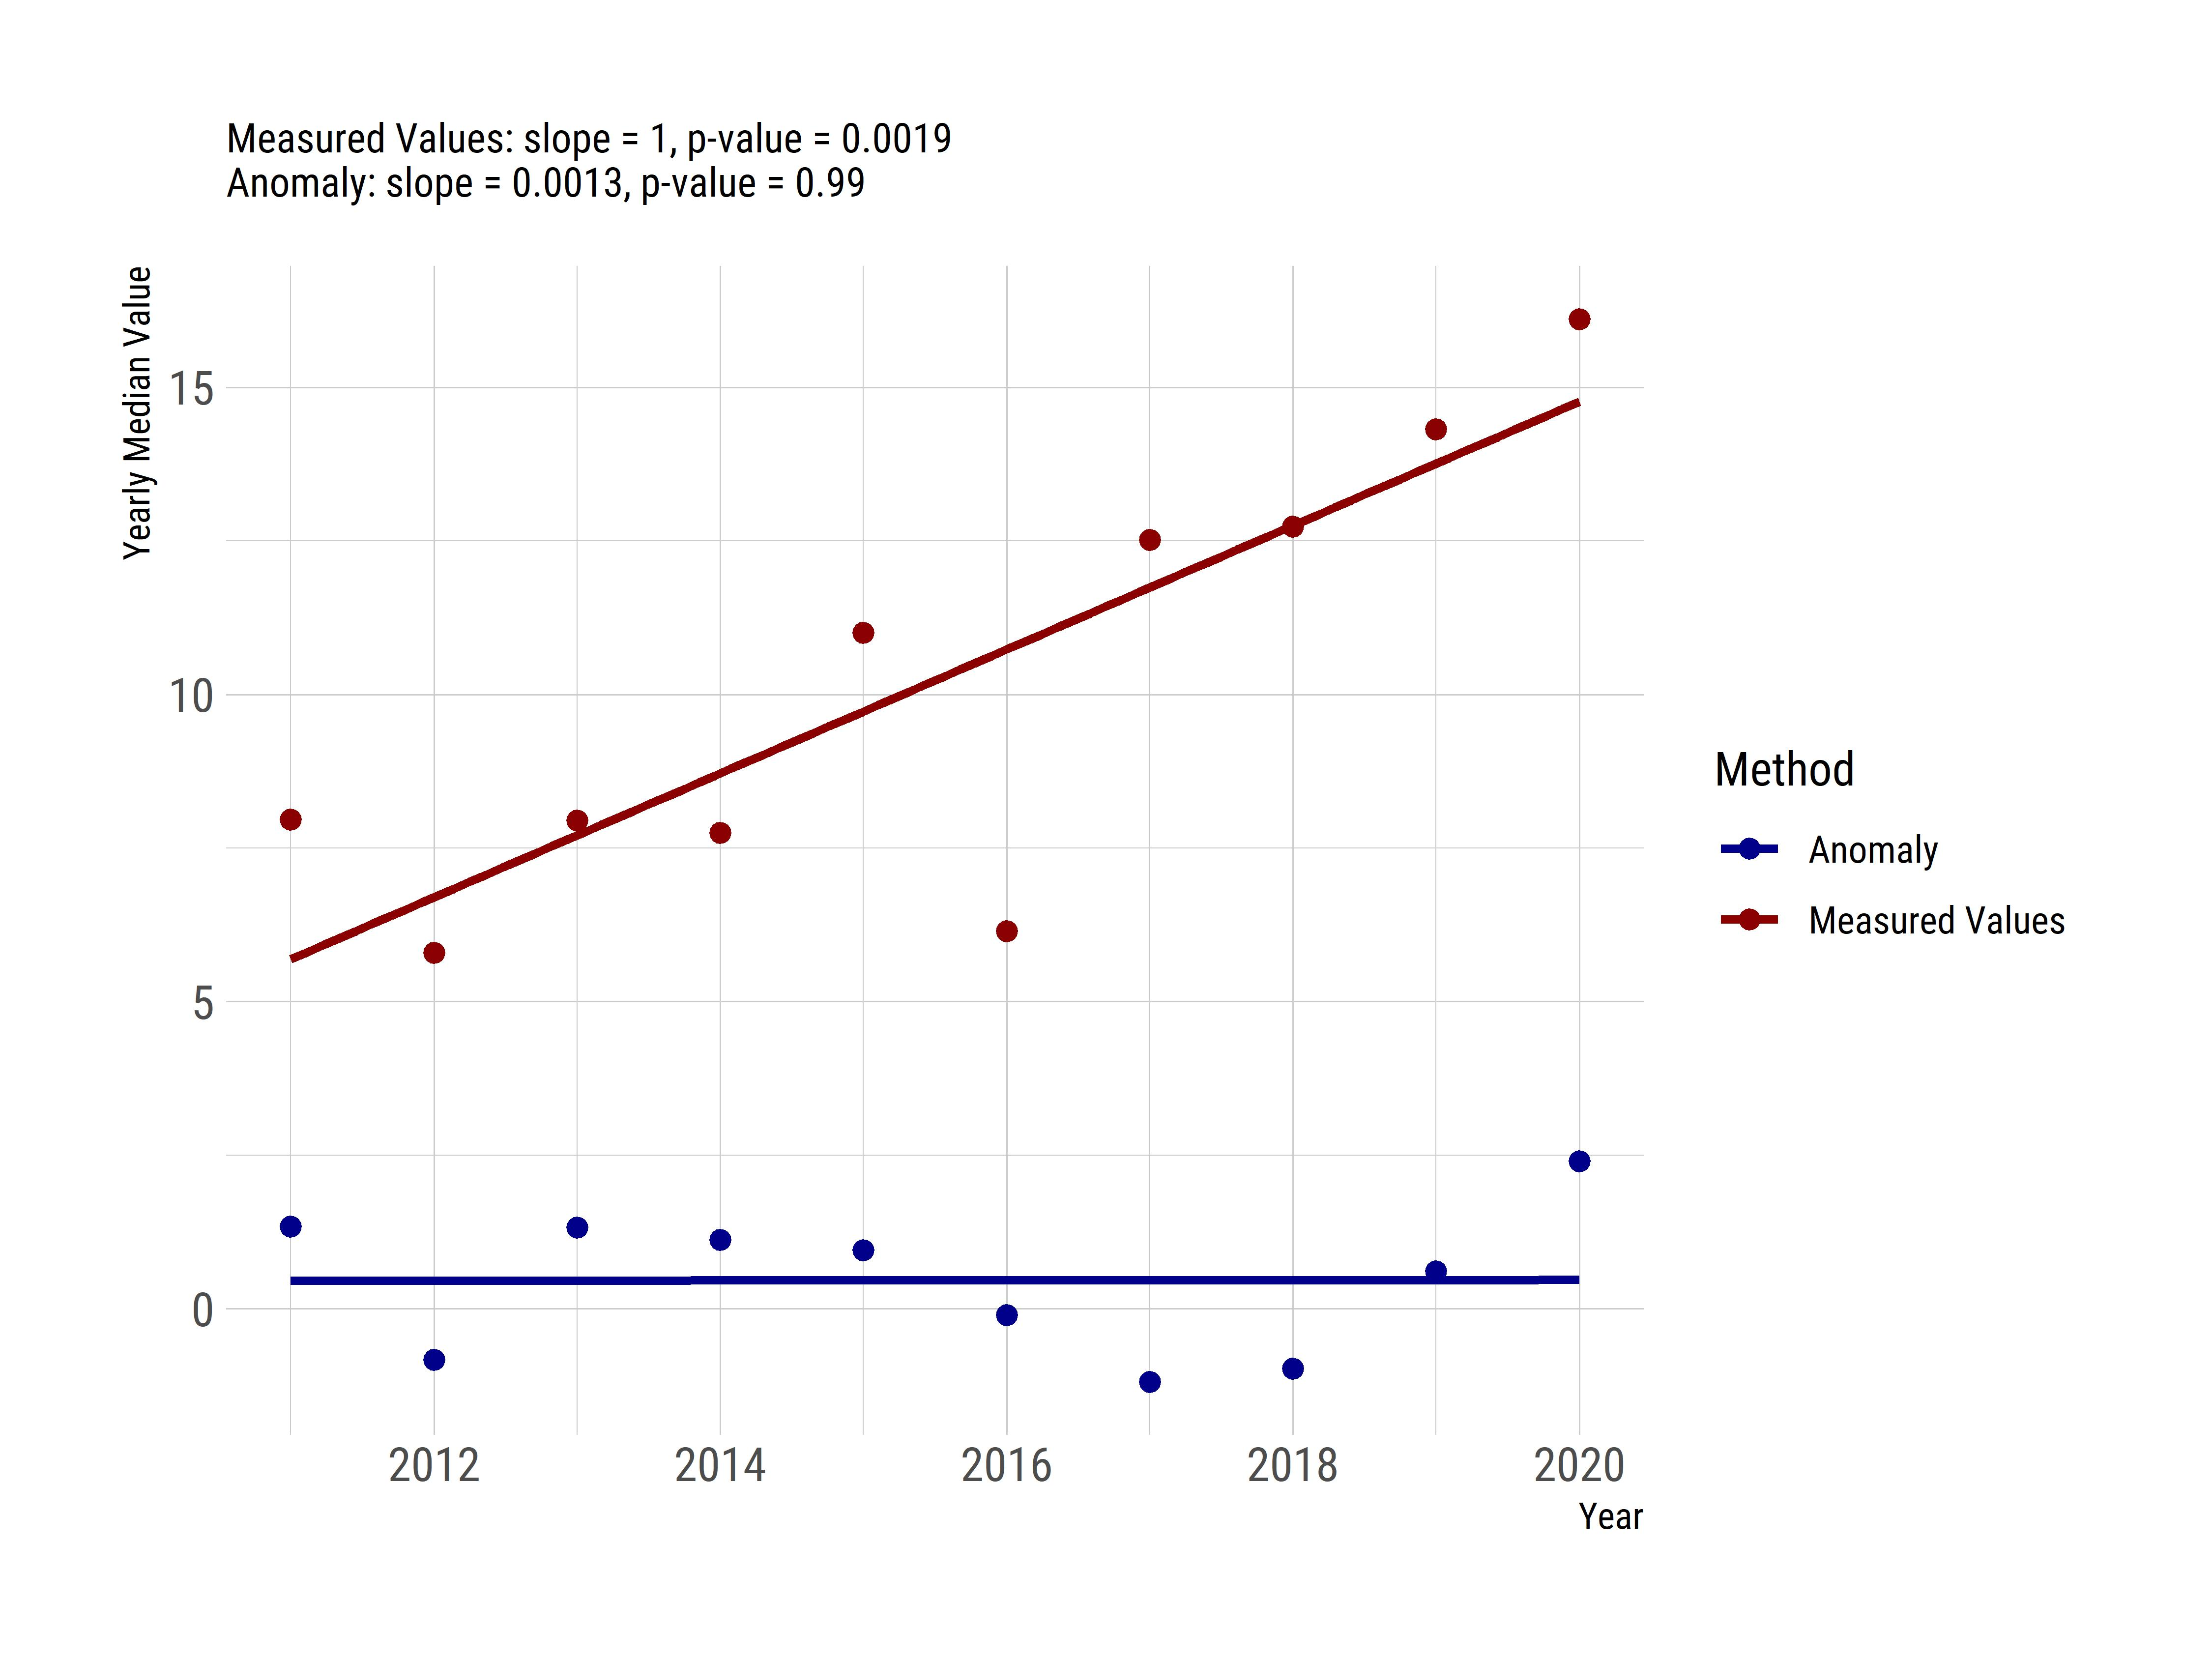 Measured Values: slope = 1, p-value = 0.0019
Anomaly: slope = 0.0013, p-value = 0.99
Yearly Median Value
15
10
5
0
2012 2014 2016 2018 2020
Year
Method
Anomaly
Measured Values